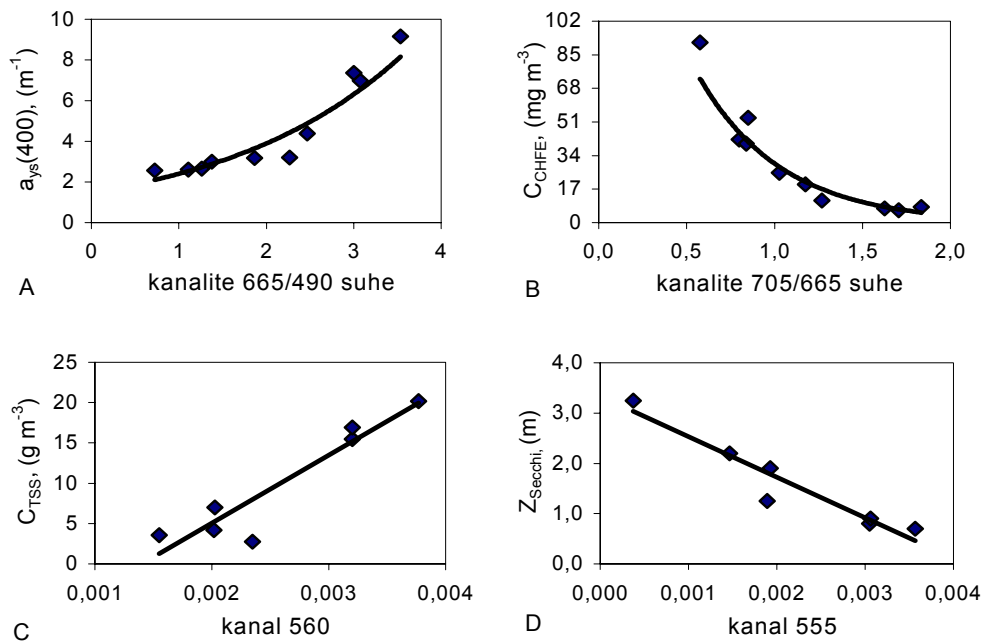 10
8
6
4
2
0
a_ys(400), (m⁻¹)
0 1 2 3 4
kanalite 665/490 suhe
A
102
85
68
51
34
17
0
C_CHFE, (mg m⁻³)
0,0 0,5 1,0 1,5 2,0
kanalite 705/665 suhe
B
25
20
15
10
5
0
C_TSS, (g m⁻³)
0,001 0,002 0,003 0,004
kanal 560
C
4,0
3,0
2,0
1,0
0,0
Z_Secchi, (m)
0,000 0,001 0,002 0,003 0,004
kanal 555
D